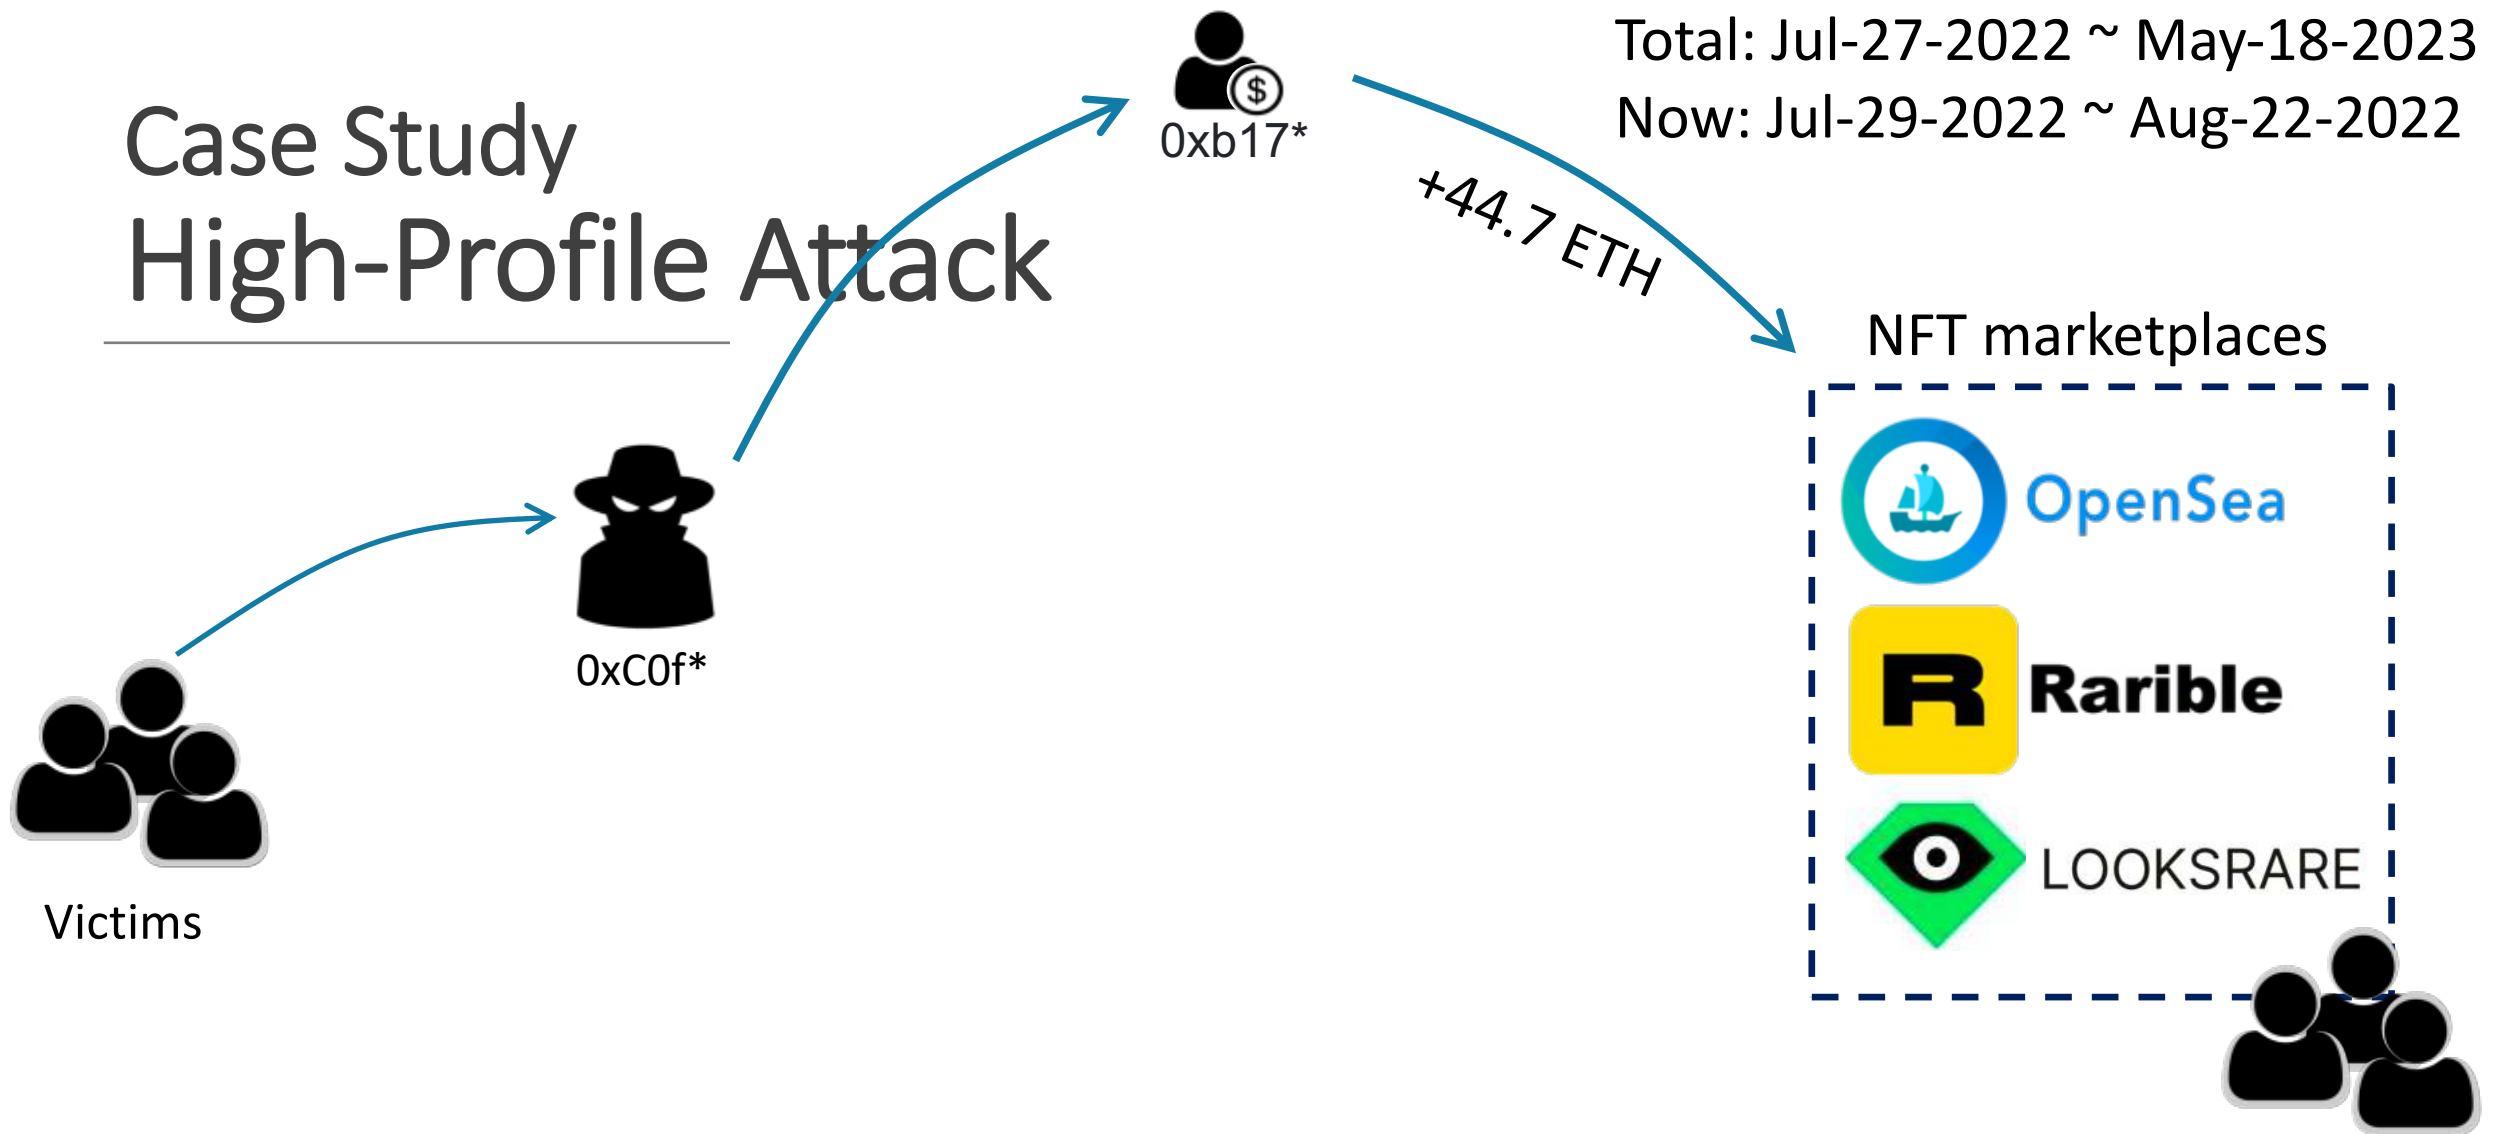 Case Study
High-Profile Attack
Total: Jul-27-2022 ~ May-18-2023
Now: Jul-29-2022 ~ Aug-22-2022
$
0xb17*
+44.7 ETH
NFT marketplaces
OpenSea
R Rarible
LOOKSRARE
0xC0f*
Victims